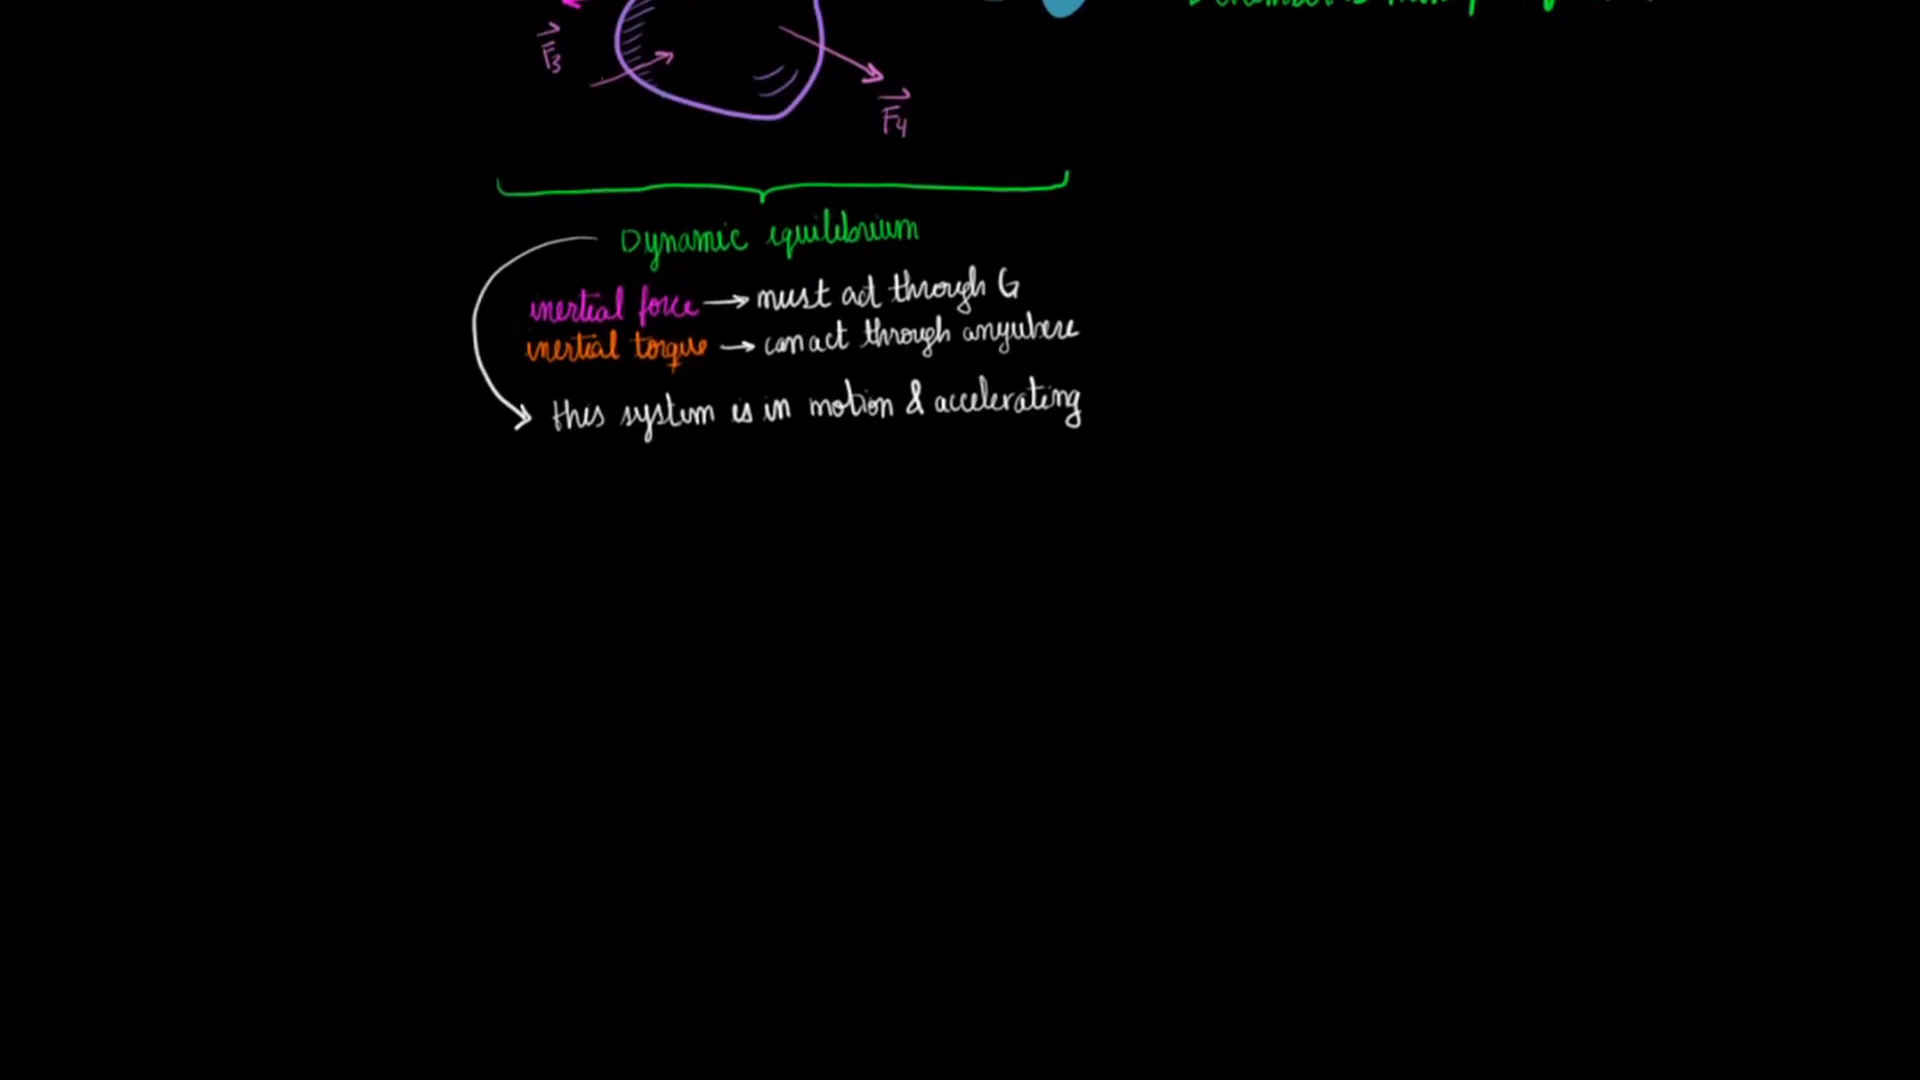 F3
F4
Dynamic equilibrium
inertial force → must act through G
inertial torque → can act through anywhere
this system is in motion & accelerating